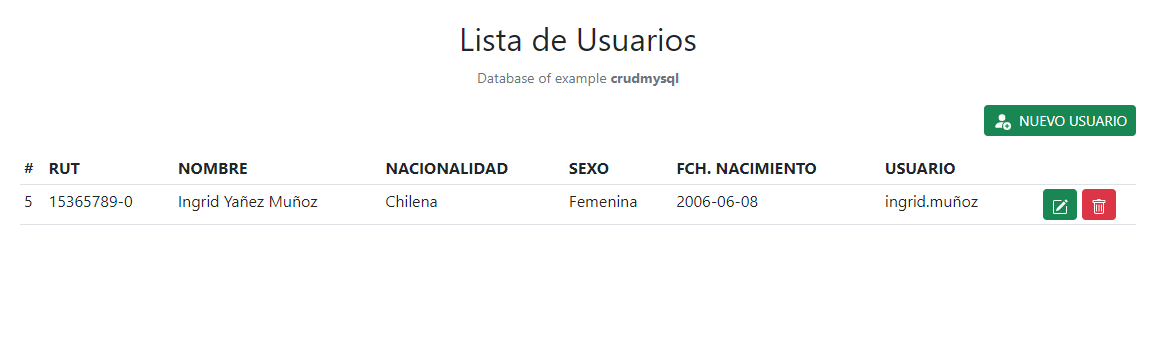 Lista de Usuarios
Database of example crudmysql
NUEVO USUARIO
# RUT NOMBRE NACIONALIDAD SEXO FCH. NACIMIENTO USUARIO
5 15365789-0 Ingrid Yañez Muñoz Chilena Femenina 2006-06-08 ingrid.muñoz